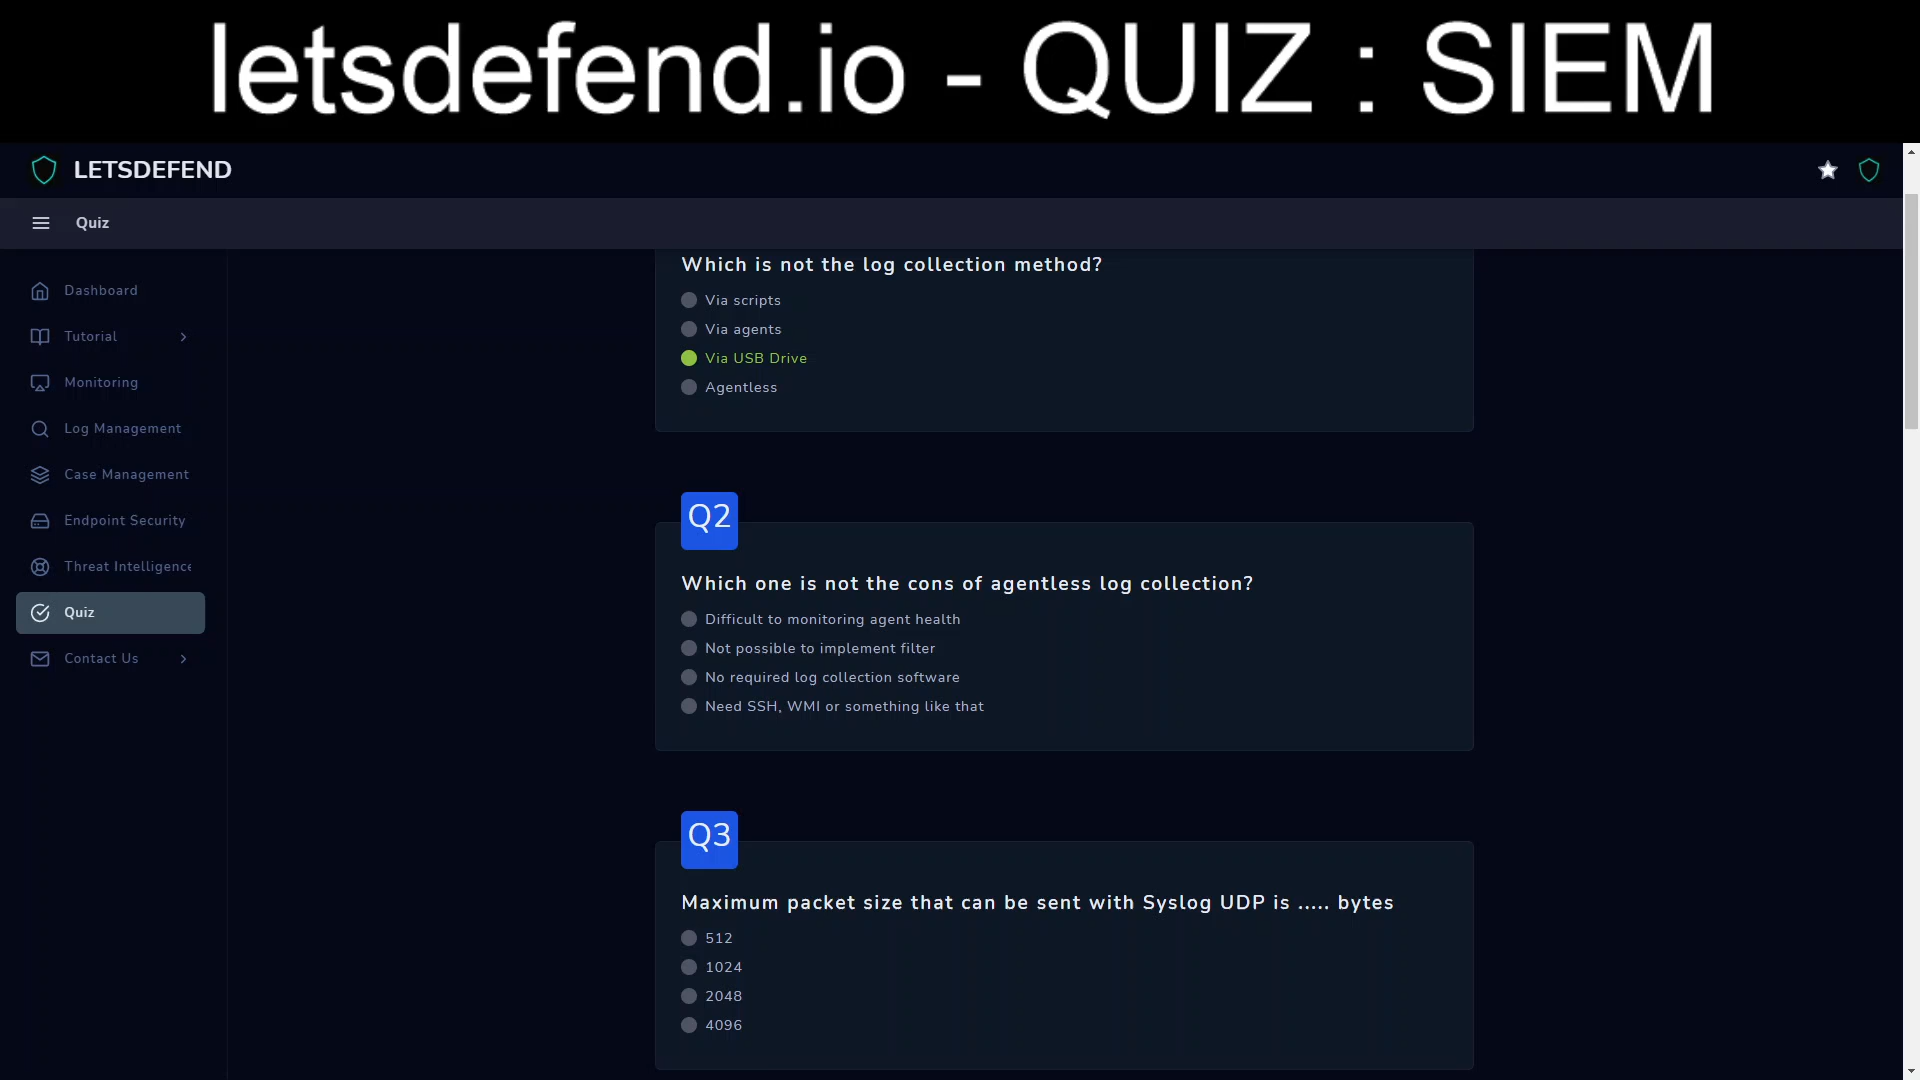 letsdefend.io - QUIZ : SIEM
LETSDEFEND
Quiz
Dashboard
Tutorial
Monitoring
Log Management
Case Management
Endpoint Security
Threat Intelligence
Quiz
Contact Us
Which is not the log collection method?
Via scripts
Via agents
Via USB Drive
Agentless
Q2
Which one is not the cons of agentless log collection?
Difficult to monitoring agent health
Not possible to implement filter
No required log collection software
Need SSH, WMI or something like that
Q3
Maximum packet size that can be sent with Syslog UDP is ..... bytes
512
1024
2048
4096